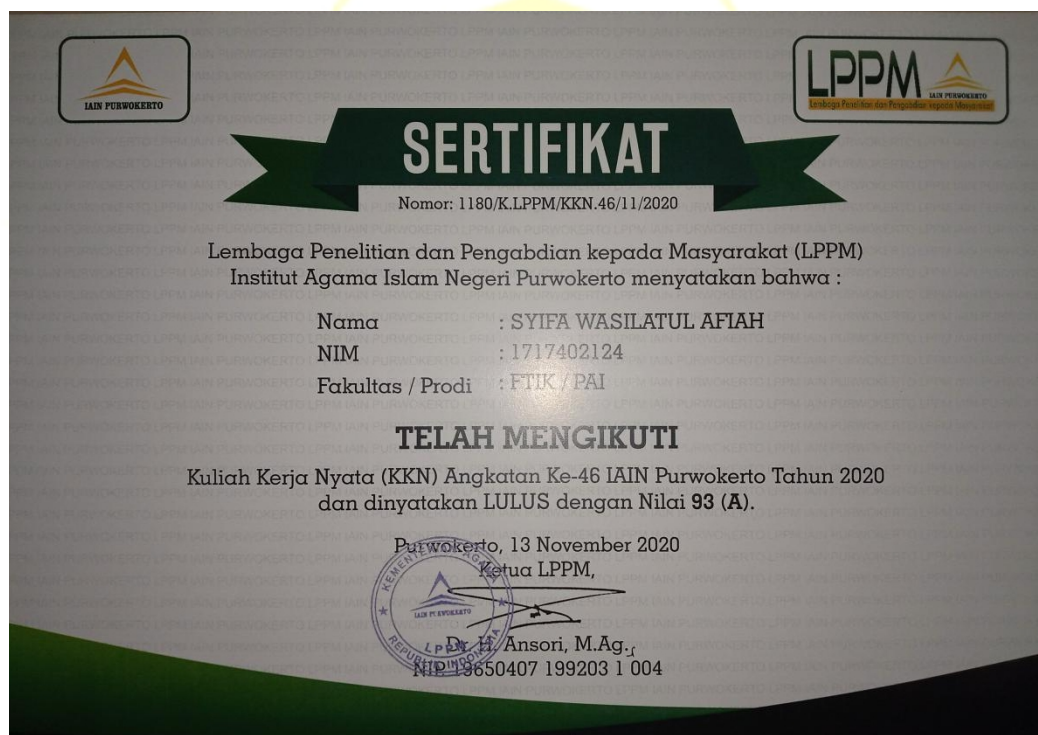 IAIN PURWOKERTO
LPPM
IAIN PURWOKERTO
Lembaga Penelitian dan Pengabdian kepada Masyarakat
SERTIFIKAT
Nomor: 1180/K.LPPM/KKN.46/11/2020
Lembaga Penelitian dan Pengabdian kepada Masyarakat (LPPM)
Institut Agama Islam Negeri Purwokerto menyatakan bahwa :
Nama : SYIFA WASILATUL AFIAH
NIM : 1717402124
Fakultas / Prodi : FTIK / PAI
TELAH MENGIKUTI
Kuliah Kerja Nyata (KKN) Angkatan Ke-46 IAIN Purwokerto Tahun 2020
dan dinyatakan LULUS dengan Nilai 93 (A).
Purwokerto, 13 November 2020
Ketua LPPM,
KEMENTERIAN AGAMA
IAIN PURWOKERTO
LPPM
REPUBLIK INDONESIA
Dr. H. Ansori, M.Ag.
NIP. 19650407 199203 1 004